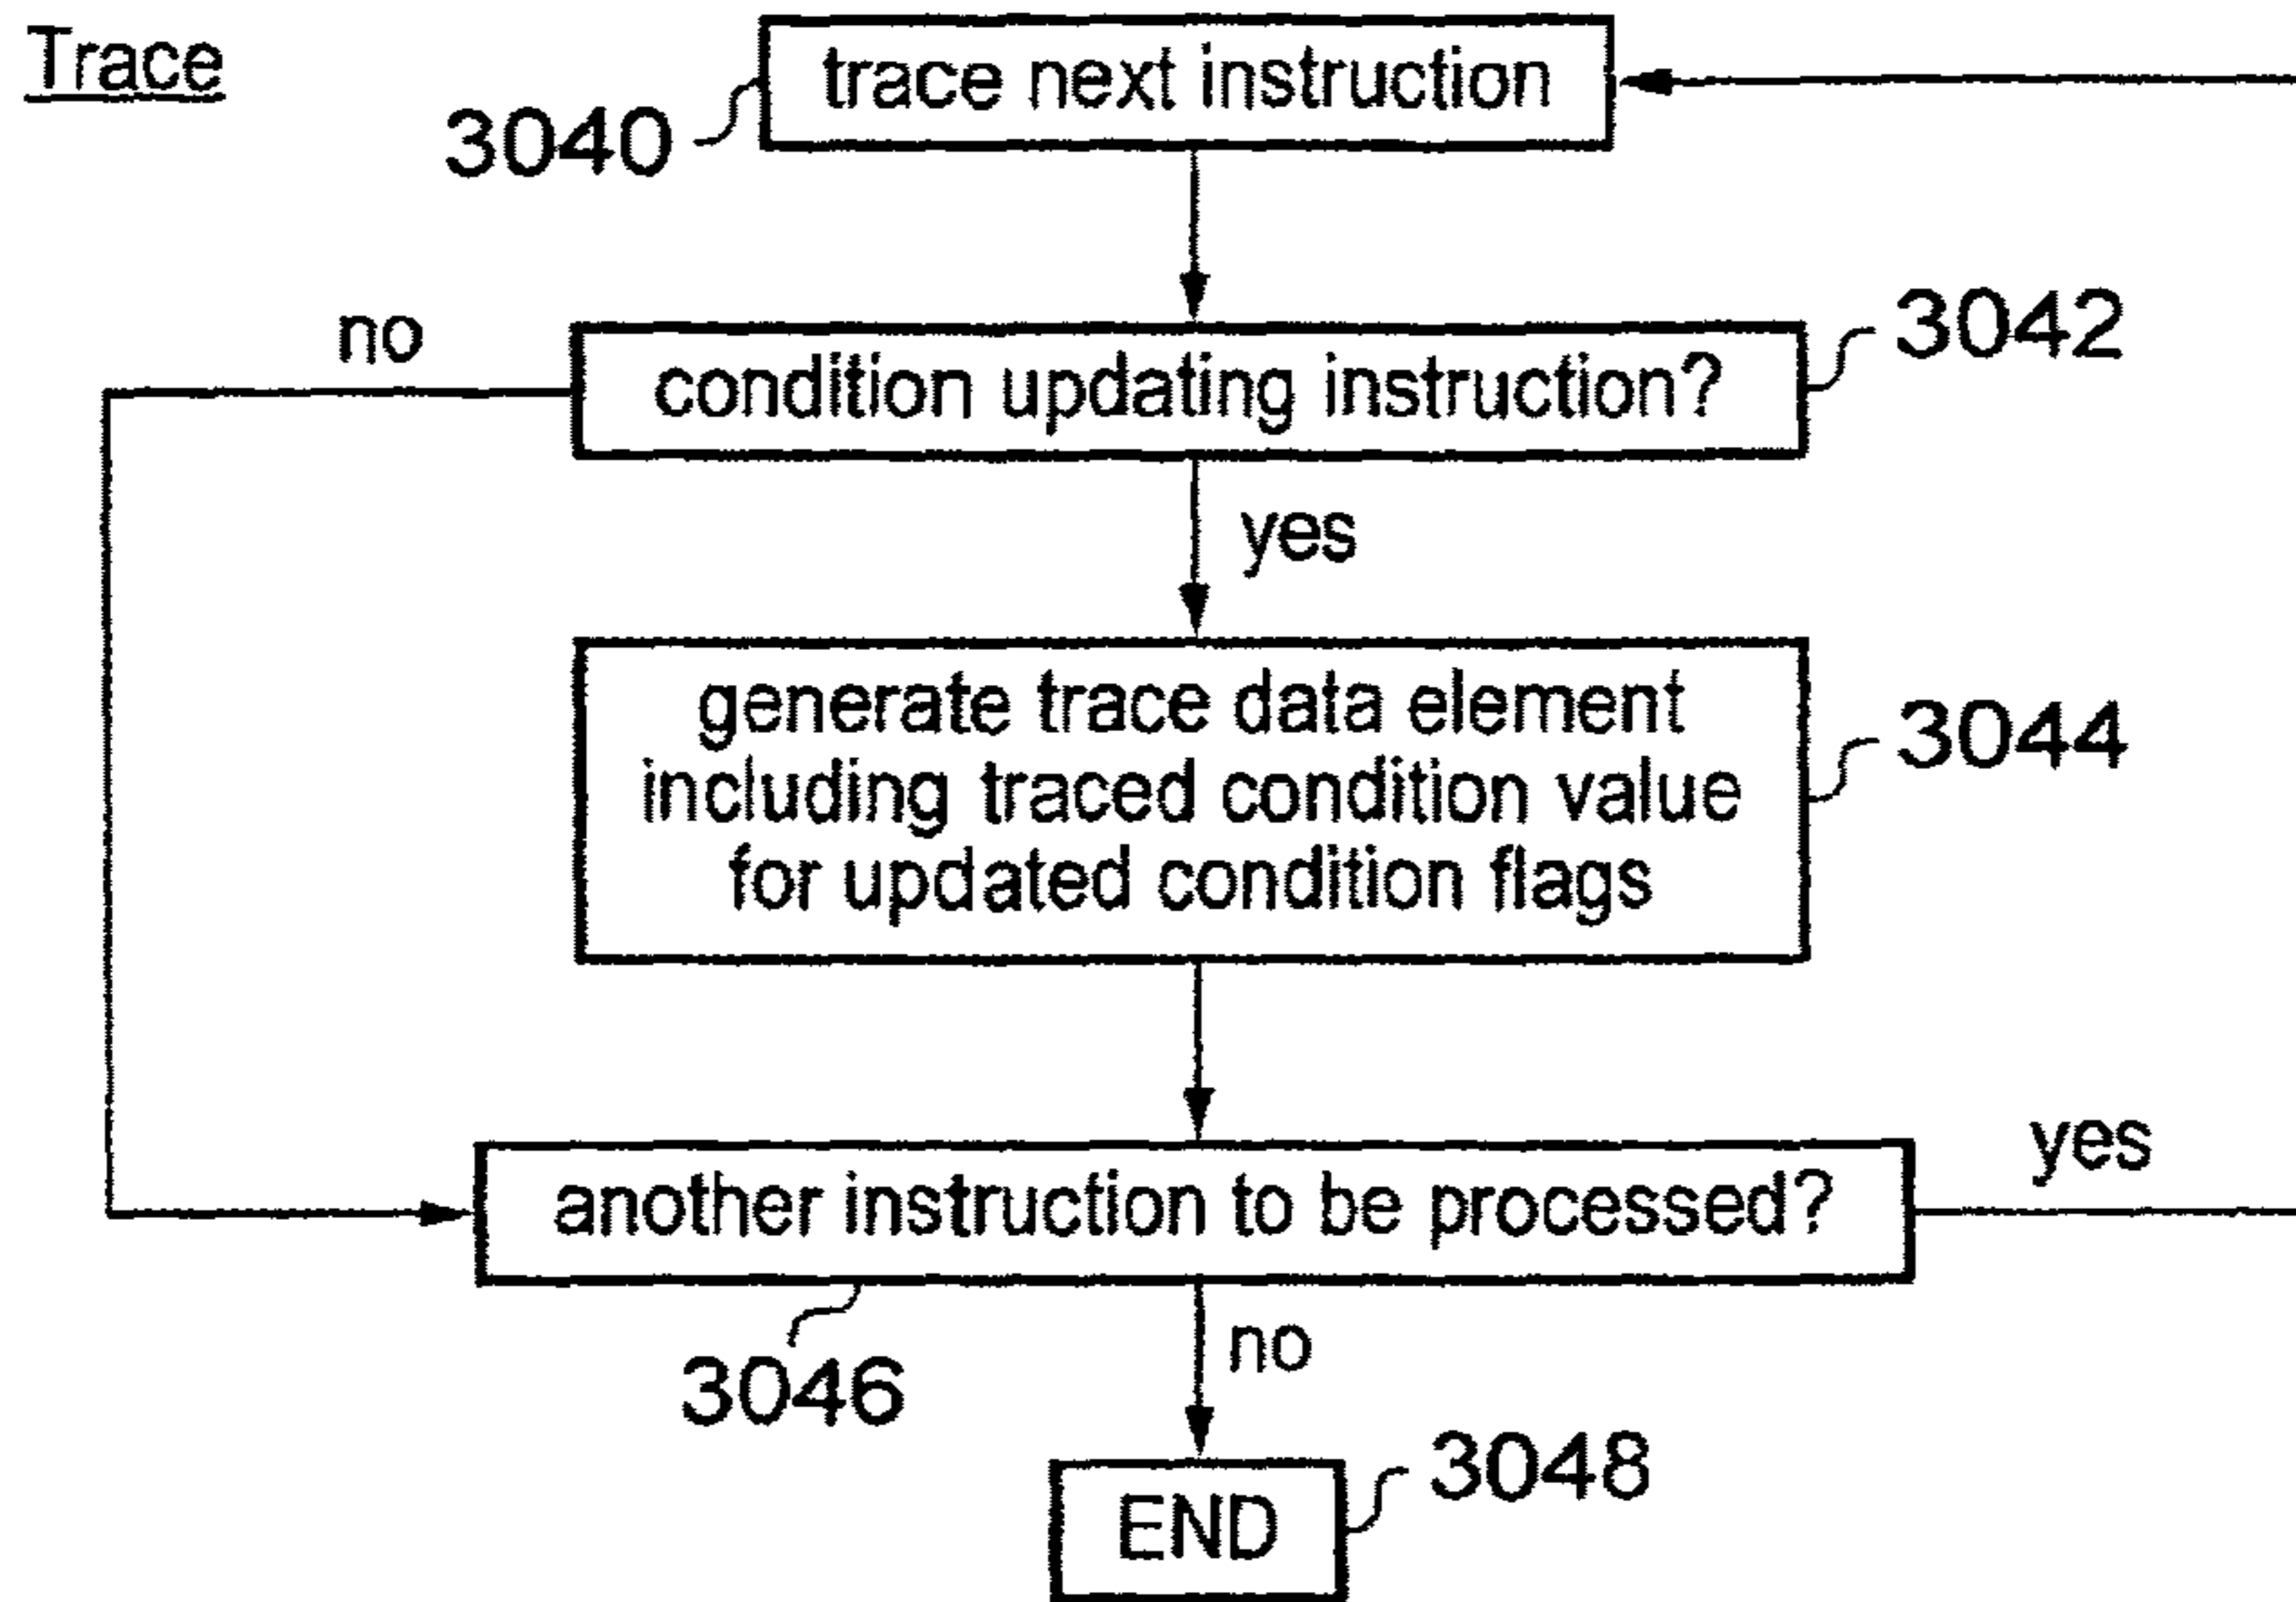 Trace
trace next instruction
3040
no
condition updating instruction?
3042
yes
generate trace data element
including traced condition value
for updated condition flags
3044
another instruction to be processed?
yes
3046
no
END
3048